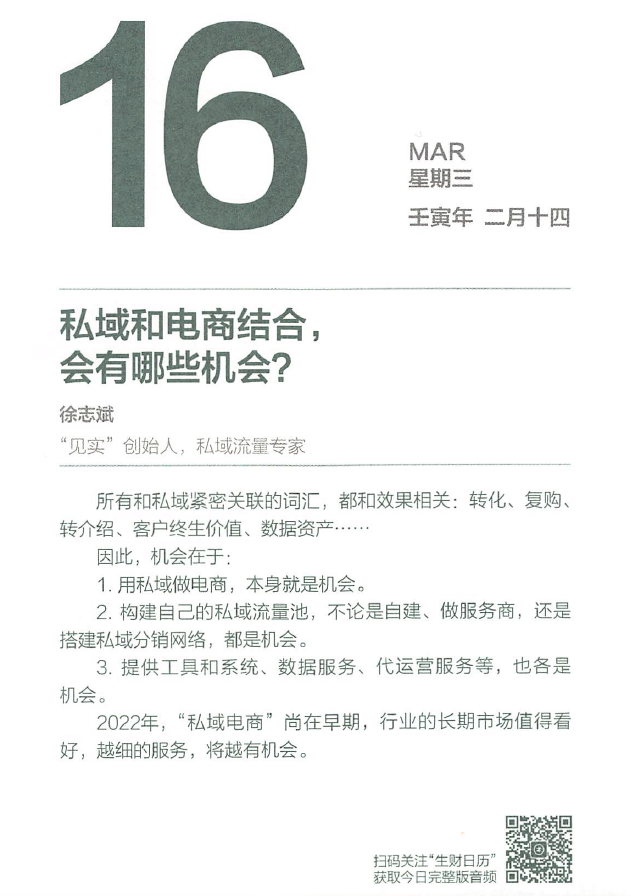 16
MAR
星期三
壬寅年 二月十四
私域和电商结合，
会有哪些机会？
徐志斌
“见实”创始人，私域流量专家
所有和私域紧密关联的词汇，都和效果相关：转化、复购、
转介绍、客户终生价值、数据资产……
因此，机会在于：
1. 用私域做电商，本身就是机会。
2. 构建自己的私域流量池，不论是自建、做服务商，还是
搭建私域分销网络，都是机会。
3. 提供工具和系统、数据服务、代运营服务等，也各是
机会。
2022年，“私域电商”尚在早期，行业的长期市场值得看
好，越细的服务，将越有机会。
扫码关注“生财日历”
获取今日完整版音频